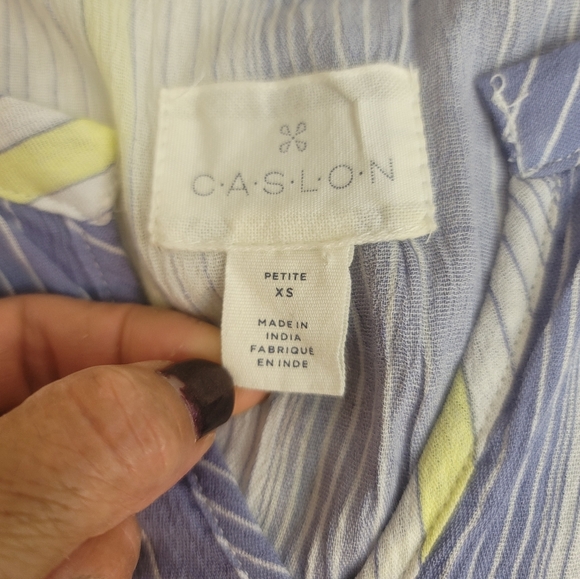 C·A·S·L·O·N
PETITE
XS
MADE IN
INDIA
FABRIQUE
EN INDE